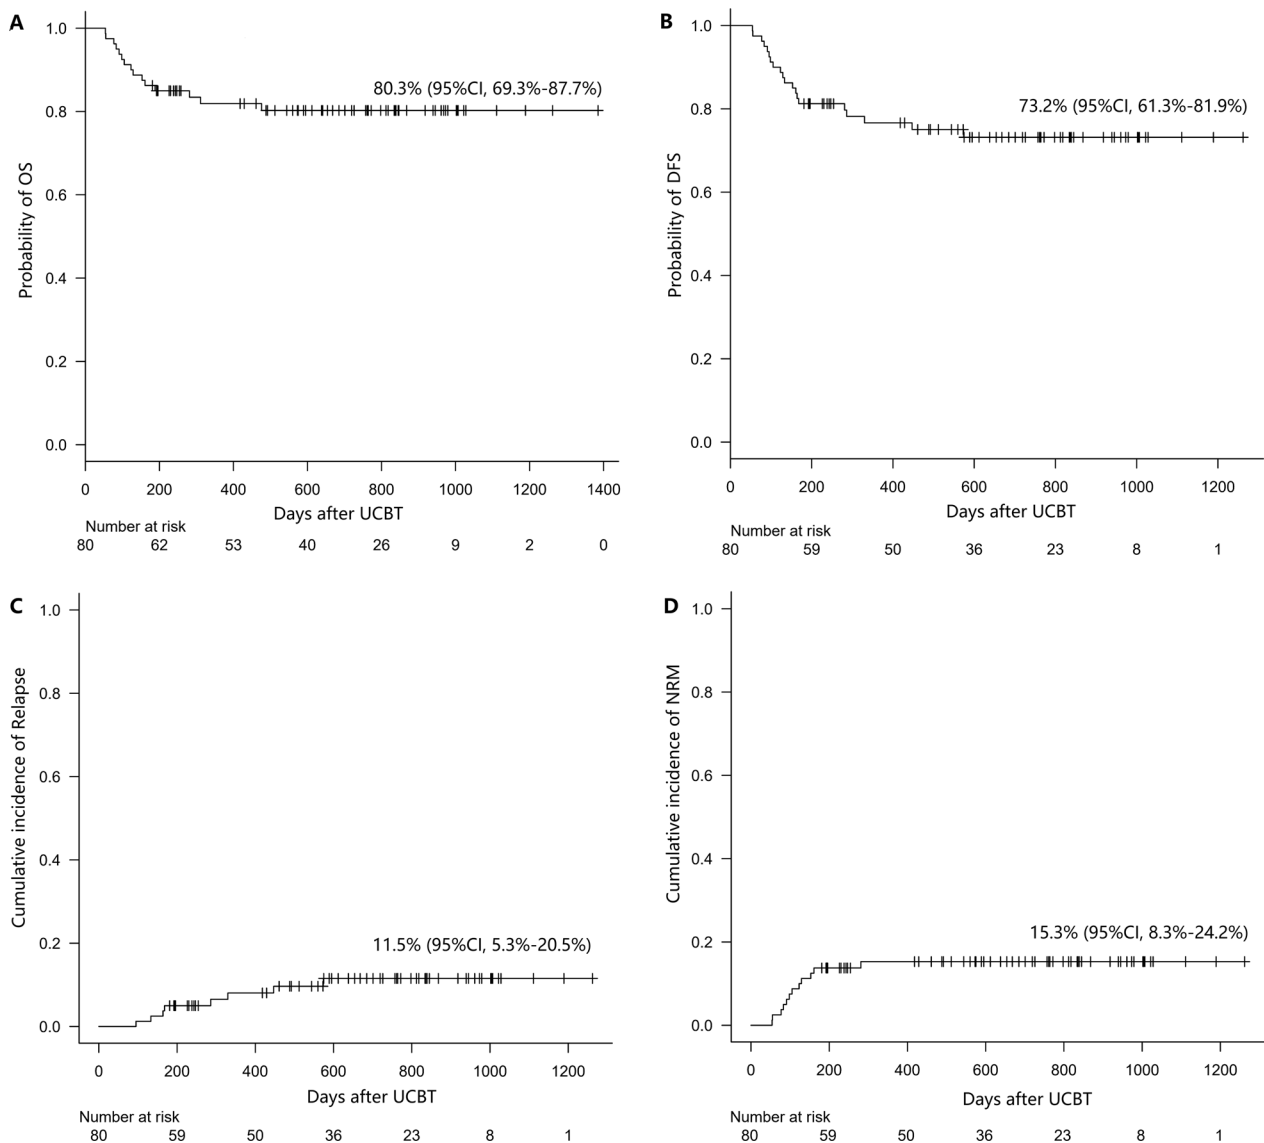 A
Probability of OS
1.0
0.8
0.6
0.4
0.2
0.0
80.3% (95%CI, 69.3%-87.7%)
0 200 400 600 800 1000 1200 1400
Days after UCBT
Number at risk
80 62 53 40 26 9 2 0
B
Probability of DFS
1.0
0.8
0.6
0.4
0.2
0.0
73.2% (95%CI, 61.3%-81.9%)
0 200 400 600 800 1000 1200
Days after UCBT
Number at risk
80 59 50 36 23 8 1
C
Cumulative incidence of Relapse
1.0
0.8
0.6
0.4
0.2
0.0
11.5% (95%CI, 5.3%-20.5%)
0 200 400 600 800 1000 1200
Days after UCBT
Number at risk
80 59 50 36 23 8 1
D
Cumulative incidence of NRM
1.0
0.8
0.6
0.4
0.2
0.0
15.3% (95%CI, 8.3%-24.2%)
0 200 400 600 800 1000 1200
Days after UCBT
Number at risk
80 59 50 36 23 8 1